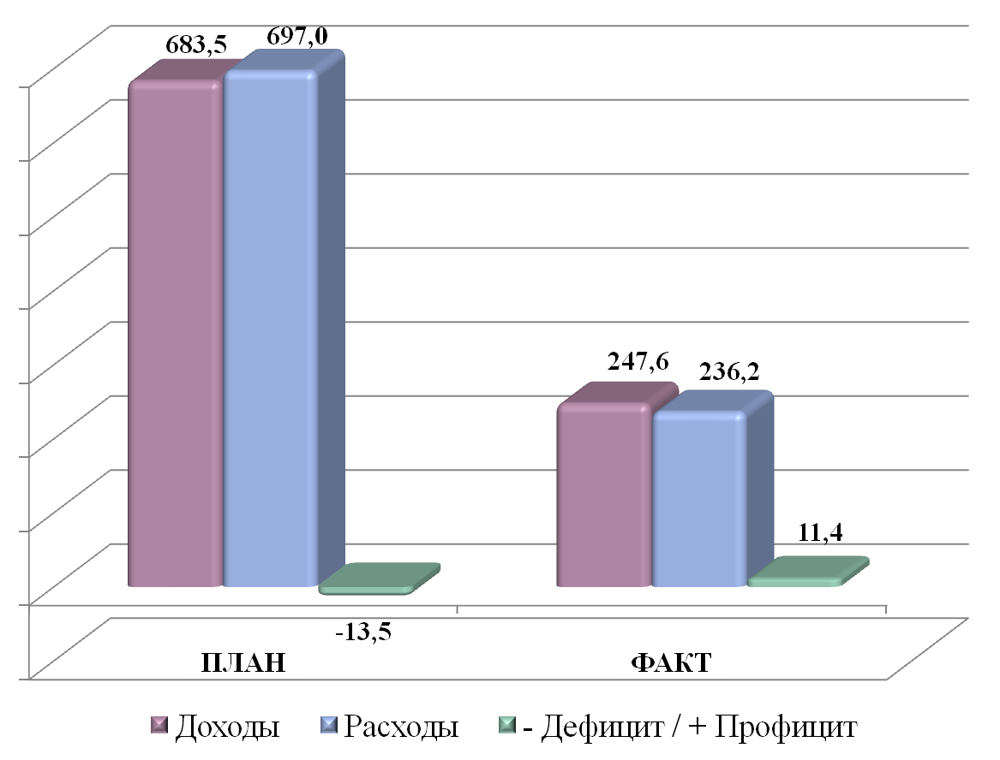 683,5
697,0
247,6
236,2
11,4
-13,5
ПЛАН
ФАКТ
Доходы
Расходы
- Дефицит / + Профицит